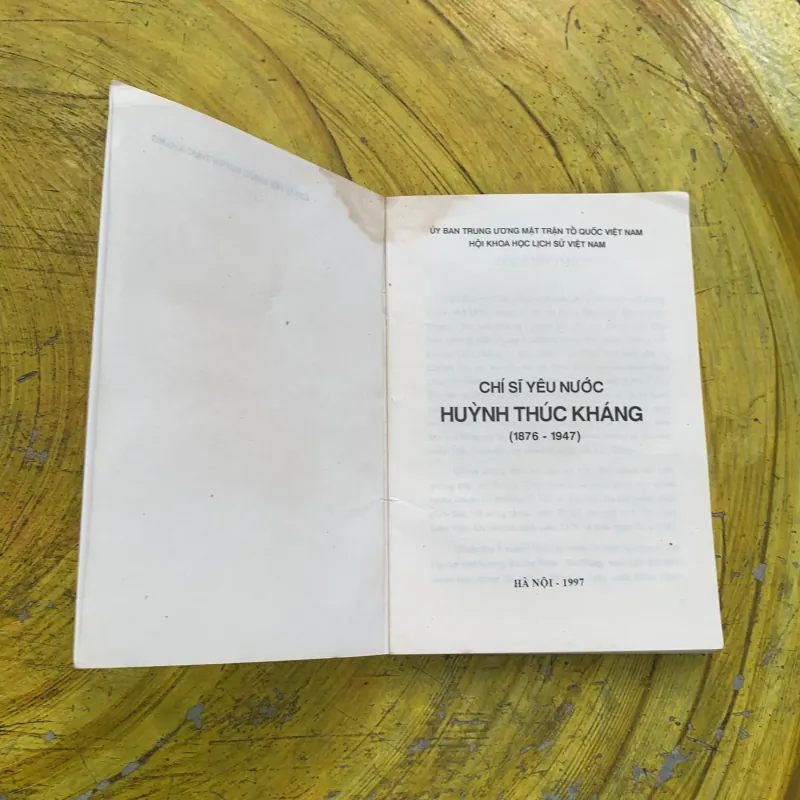 ỦY BAN TRUNG ƯƠNG MẶT TRẬN TỔ QUỐC VIỆT NAM
HỘI KHOA HỌC LỊCH SỬ VIỆT NAM
CHÍ SĨ YÊU NƯỚC
HUỲNH THÚC KHÁNG
(1876 - 1947)
HÀ NỘI - 1997